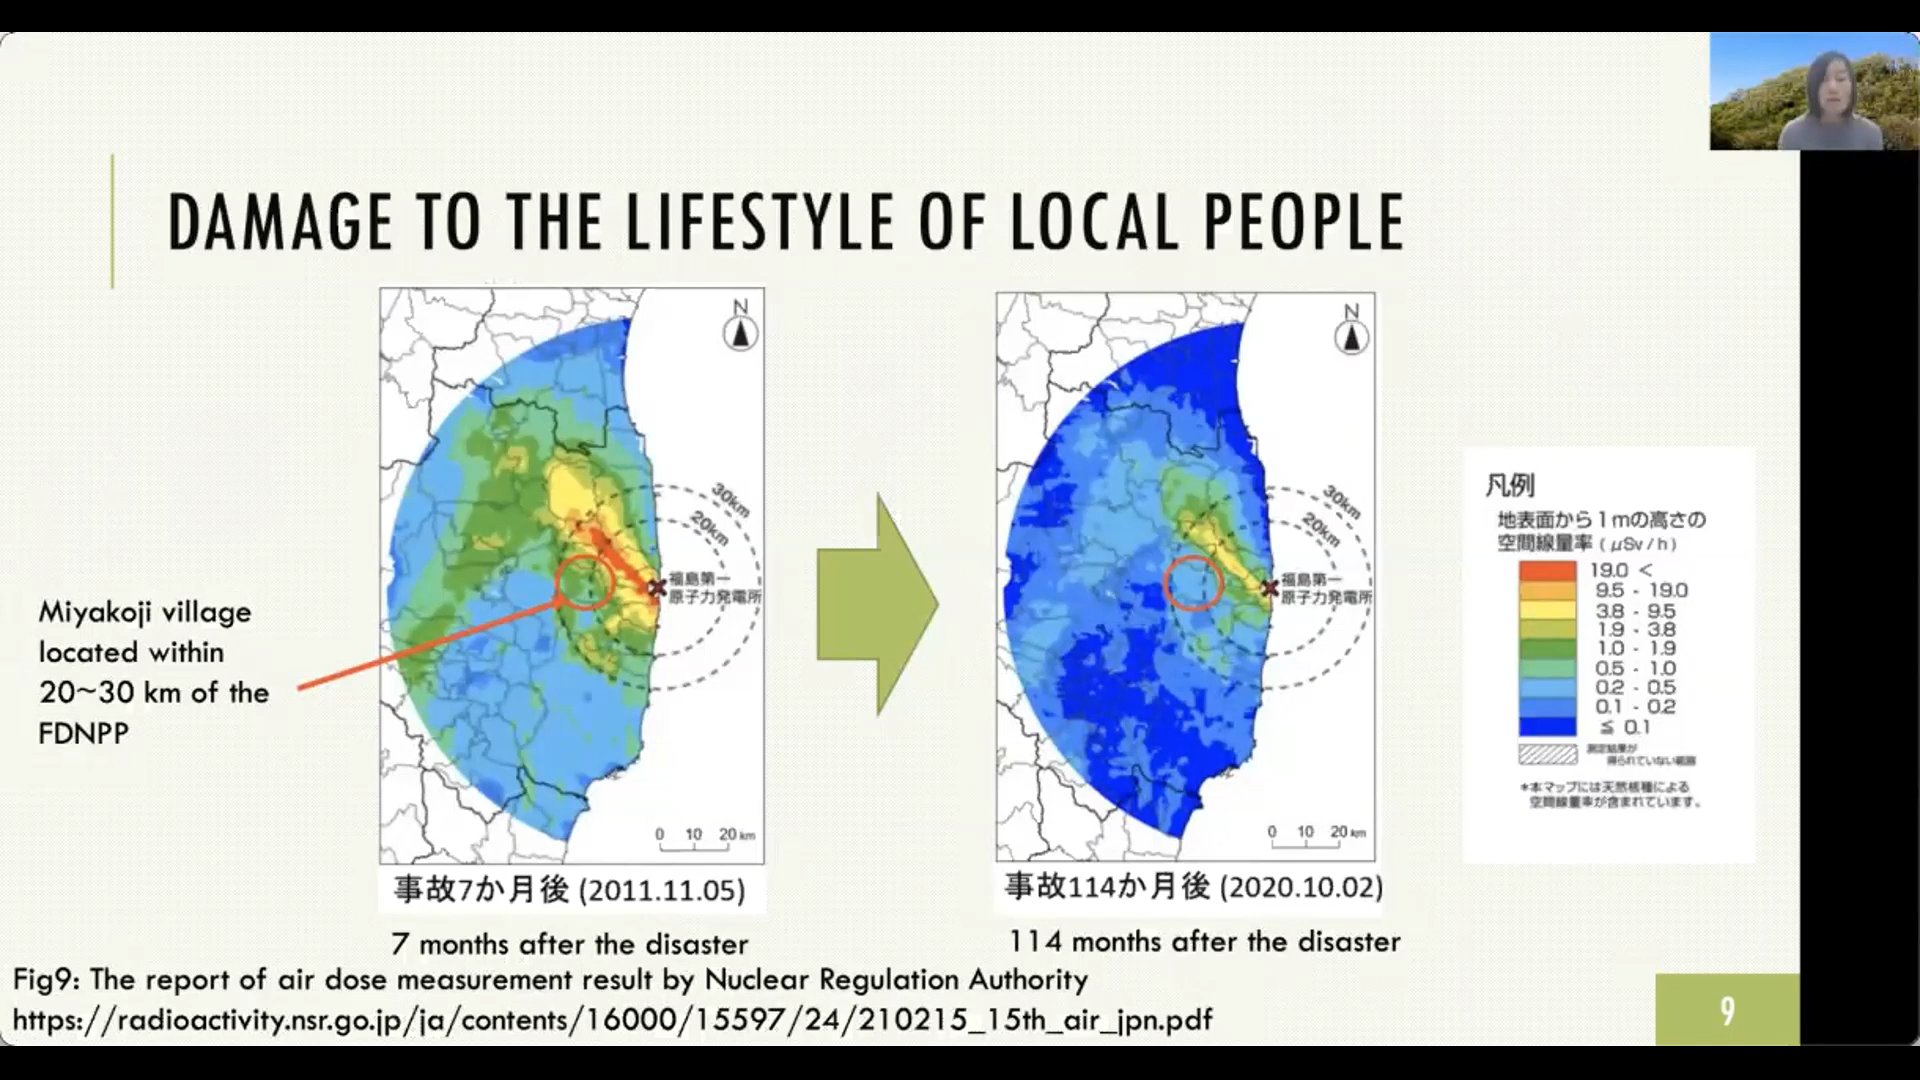 DAMAGE TO THE LIFESTYLE OF LOCAL PEOPLE
N
30km
20km
福島第一
原子力発電所
0 10 20 km
事故7か月後 (2011.11.05)
7 months after the disaster
Miyakoji village
located within
20~30 km of the
FDNPP
N
30km
20km
福島第一
原子力発電所
0 10 20 km
事故114か月後 (2020.10.02)
114 months after the disaster
凡例
地表面から1mの高さの
空間線量率 (μSv/h)
19.0 <
9.5 - 19.0
3.8 - 9.5
1.9 - 3.8
1.0 - 1.9
0.5 - 1.0
0.2 - 0.5
0.1 - 0.2
≦ 0.1
測定結果が
得られていない範囲
*本マップには天然核種による
空間線量率が含まれています。
Fig9: The report of air dose measurement result by Nuclear Regulation Authority
https://radioactivity.nsr.go.jp/ja/contents/16000/15597/24/210215_15th_air_jpn.pdf
9